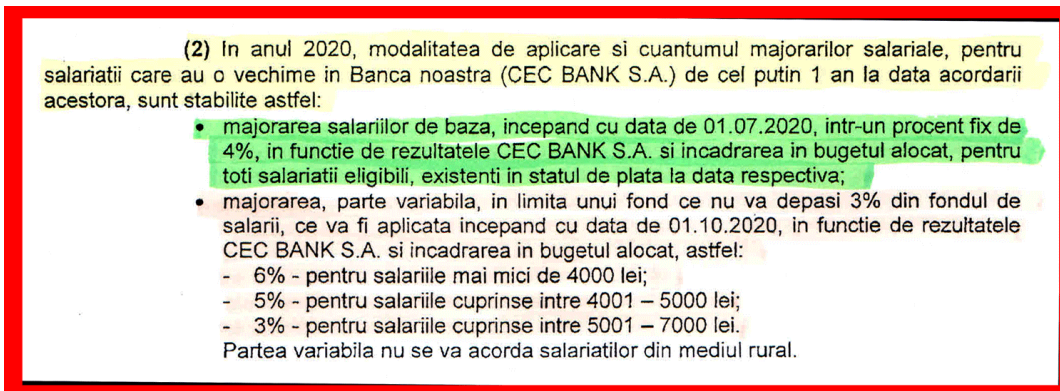 (2) In anul 2020, modalitatea de aplicare si cuantumul majorarilor salariale, pentru
salariatii care au o vechime in Banca noastra (CEC BANK S.A.) de cel putin 1 an la data acordarii
acestora, sunt stabilite astfel:
• majorarea salariilor de baza, incepand cu data de 01.07.2020, intr-un procent fix de
4%, in functie de rezultatele CEC BANK S.A. si incadrarea in bugetul alocat, pentru
toti salariatii eligibili, existenti in statul de plata la data respectiva;
• majorarea, parte variabila, in limita unui fond ce nu va depasi 3% din fondul de
salarii, ce va fi aplicata incepand cu data de 01.10.2020, in functie de rezultatele
CEC BANK S.A. si incadrarea in bugetul alocat, astfel:
- 6% - pentru salariile mai mici de 4000 lei;
- 5% - pentru salariile cuprinse intre 4001 – 5000 lei;
- 3% - pentru salariile cuprinse intre 5001 – 7000 lei.
Partea variabila nu se va acorda salariatilor din mediul rural.